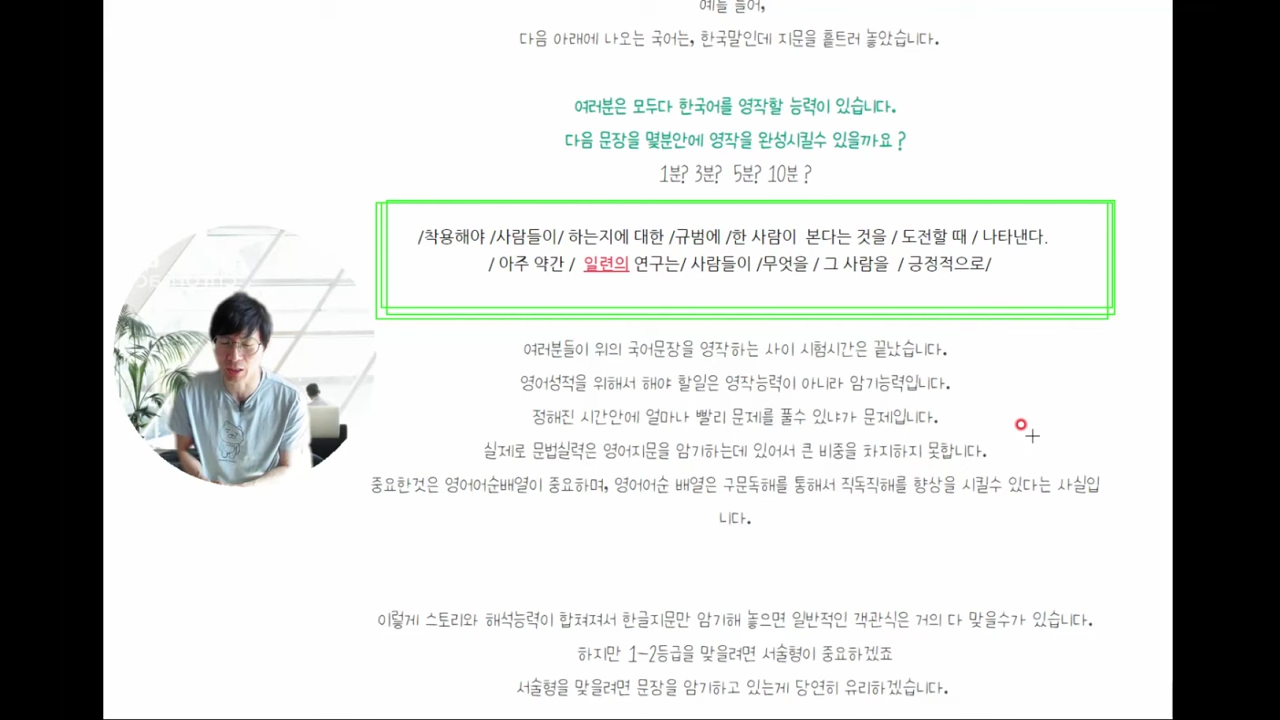 예를 들어,
다음 아래에 나오는 국어는, 한국말인데 지문을 흩트러 놓았습니다.
여러분은 모두다 한국어를 영작할 능력이 있습니다.
다음 문장을 몇분안에 영작을 완성시킬수 있을까요 ?
1분? 3분? 5분? 10분 ?
/착용해야 /사람들이/ 하는지에 대한 /규범에 /한 사람이 본다는 것을 / 도전할 때 / 나타낸다.
/ 아주 약간 / 일련의 연구는/ 사람들이 /무엇을 / 그 사람을 / 긍정적으로/
여러분들이 위의 국어문장을 영작하는 사이 시험시간은 끝났습니다.
영어성적을 위해서 해야 할일은 영작능력이 아니라 암기능력입니다.
정해진 시간안에 얼마나 빨리 문제를 풀수 있냐가 문제입니다.
실제로 문법실력은 영어지문을 암기하는데 있어서 큰 비중을 차지하지 못합니다.
중요한것은 영어어순배열이 중요하며, 영어어순 배열은 구문독해를 통해서 직독직해를 향상을 시킬수 있다는 사실입
니다.
이렇게 스토리와 해석능력이 합쳐져서 한글지문만 암기해 놓으면 일반적인 객관식은 거의 다 맞을수가 있습니다.
하지만 1~2등급을 맞을려면 서술형이 중요하겠죠
서술형을 맞을려면 문장을 암기하고 있는게 당연히 유리하겠습니다.